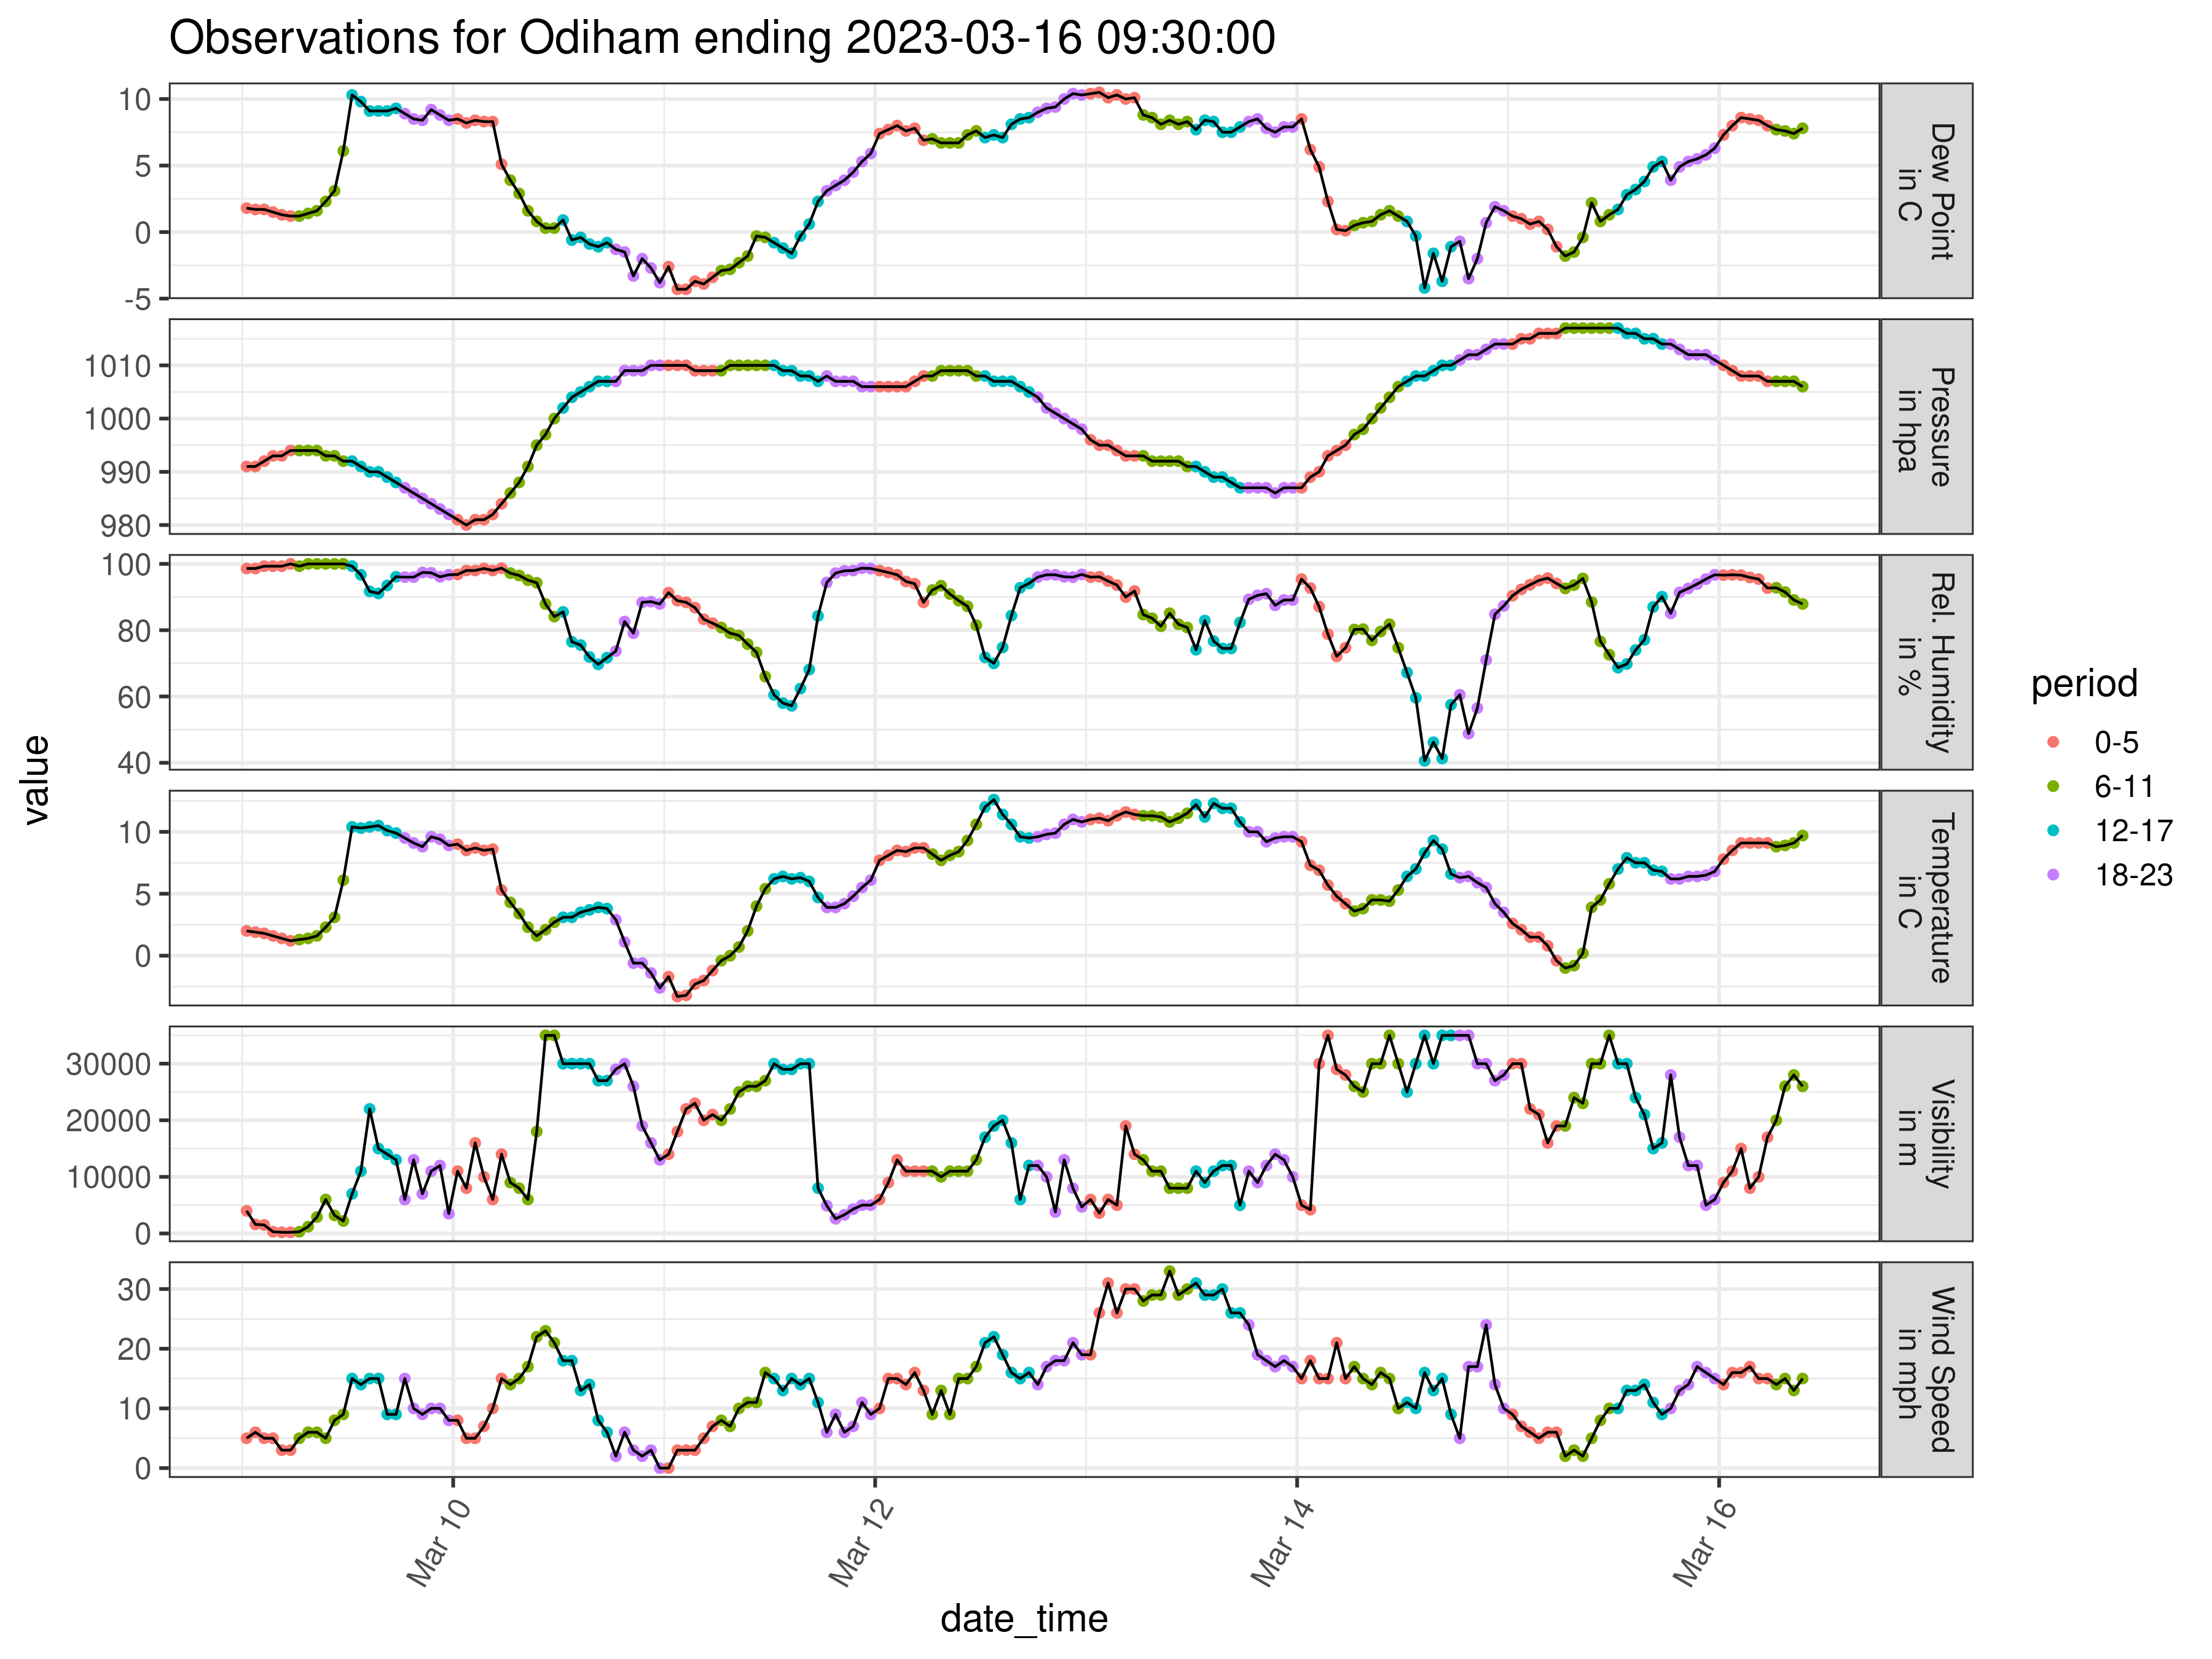 Observations for Odiham ending 2023-03-16 09:30:00
10
5
0
-5
Dew Point
in C
1010
1000
990
980
Pressure
in hpa
100
80
60
40
Rel. Humidity
in %
10
5
0
Temperature
in C
30000
20000
10000
0
Visibility
in m
30
20
10
0
Wind Speed
in mph
Mar 10
Mar 12
Mar 14
Mar 16
date_time
value
period
0-5
6-11
12-17
18-23